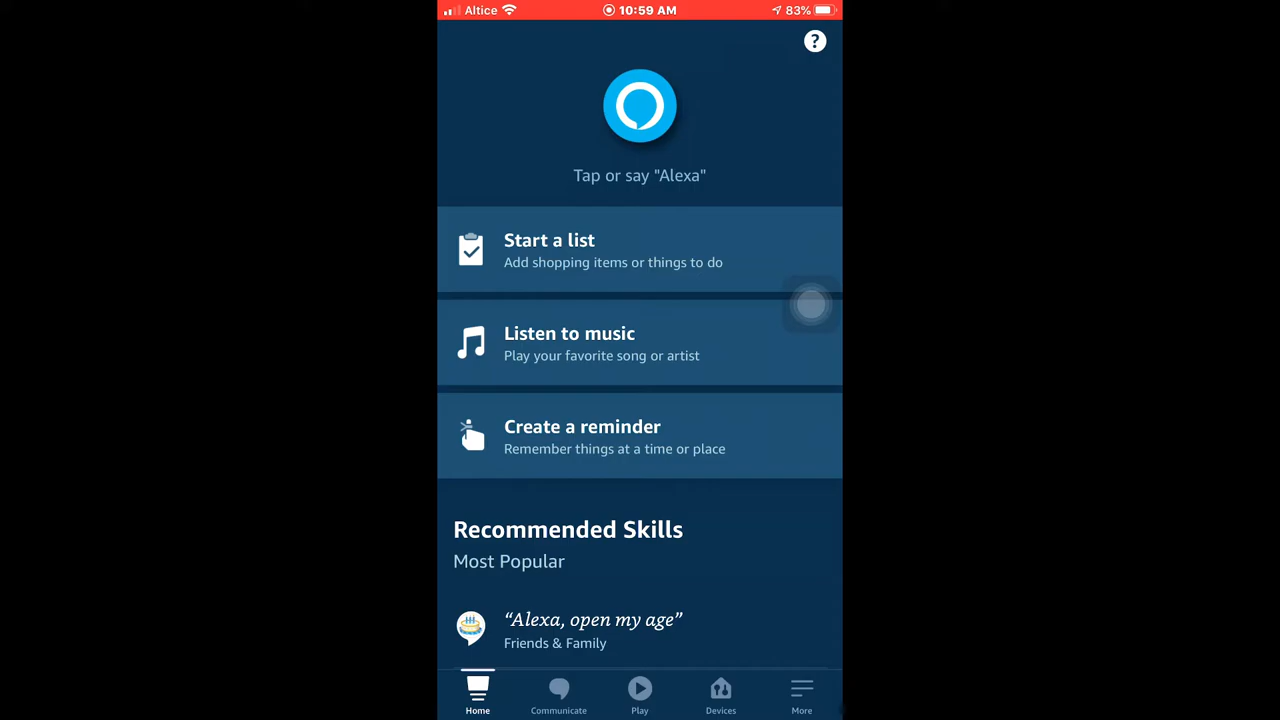 Altice 10:59 AM 83%
?
Tap or say "Alexa"
Start a list
Add shopping items or things to do
Listen to music
Play your favorite song or artist
Create a reminder
Remember things at a time or place
Recommended Skills
Most Popular
“Alexa, open my age”
Friends & Family
Home Communicate Play Devices More